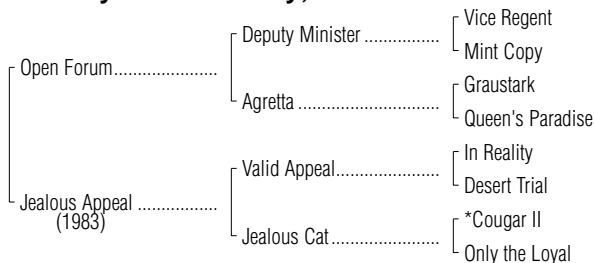 Open Forum......................
Deputy Minister ................
Vice Regent
Mint Copy
Agretta ..............................
Graustark
Queen's Paradise
Jealous Appeal .................
(1983)
Valid Appeal......................
In Reality
Desert Trial
Jealous Cat.......................
*Cougar II
Only the Loyal